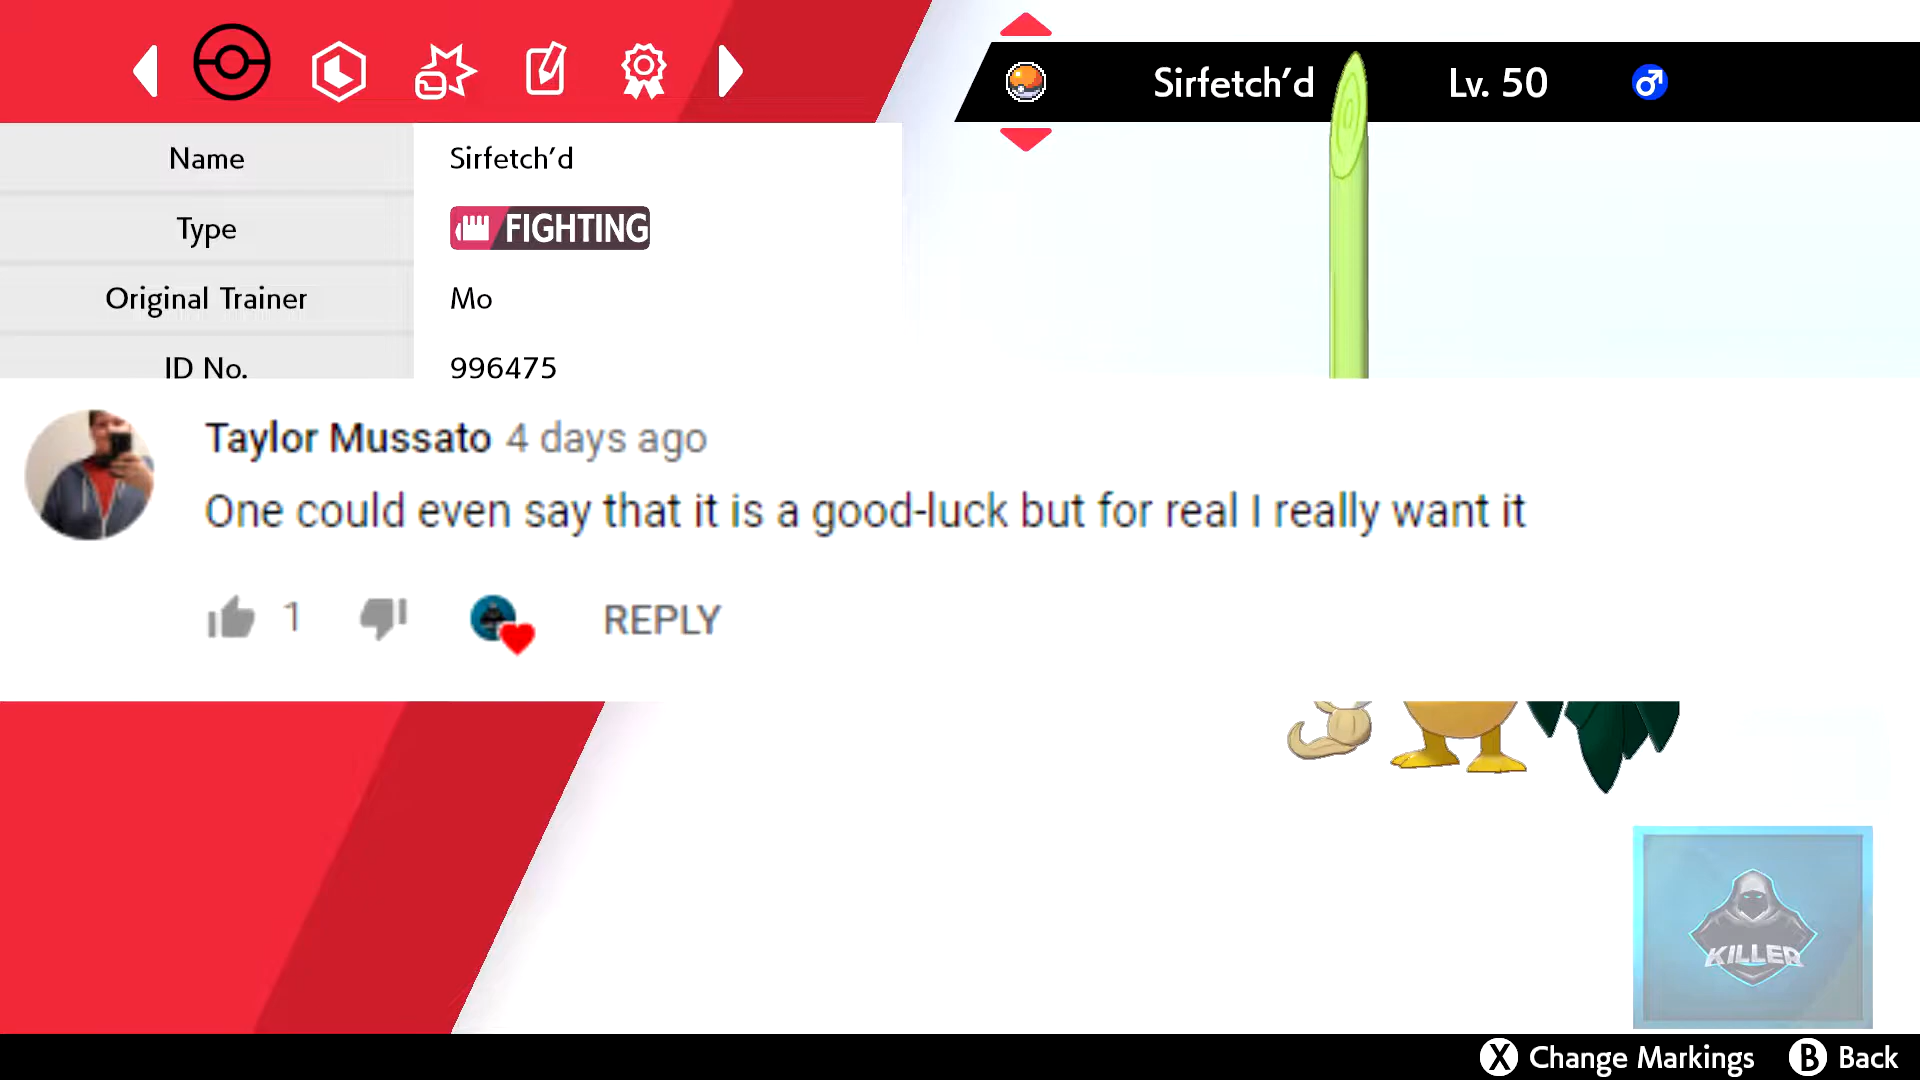 Sirfetch'd Lv. 50
Name Sirfetch'd
Type FIGHTING
Original Trainer Mo
ID No. 996475
Taylor Mussato 4 days ago
One could even say that it is a good-luck but for real I really want it
1 REPLY
KILLER
X Change Markings B Back